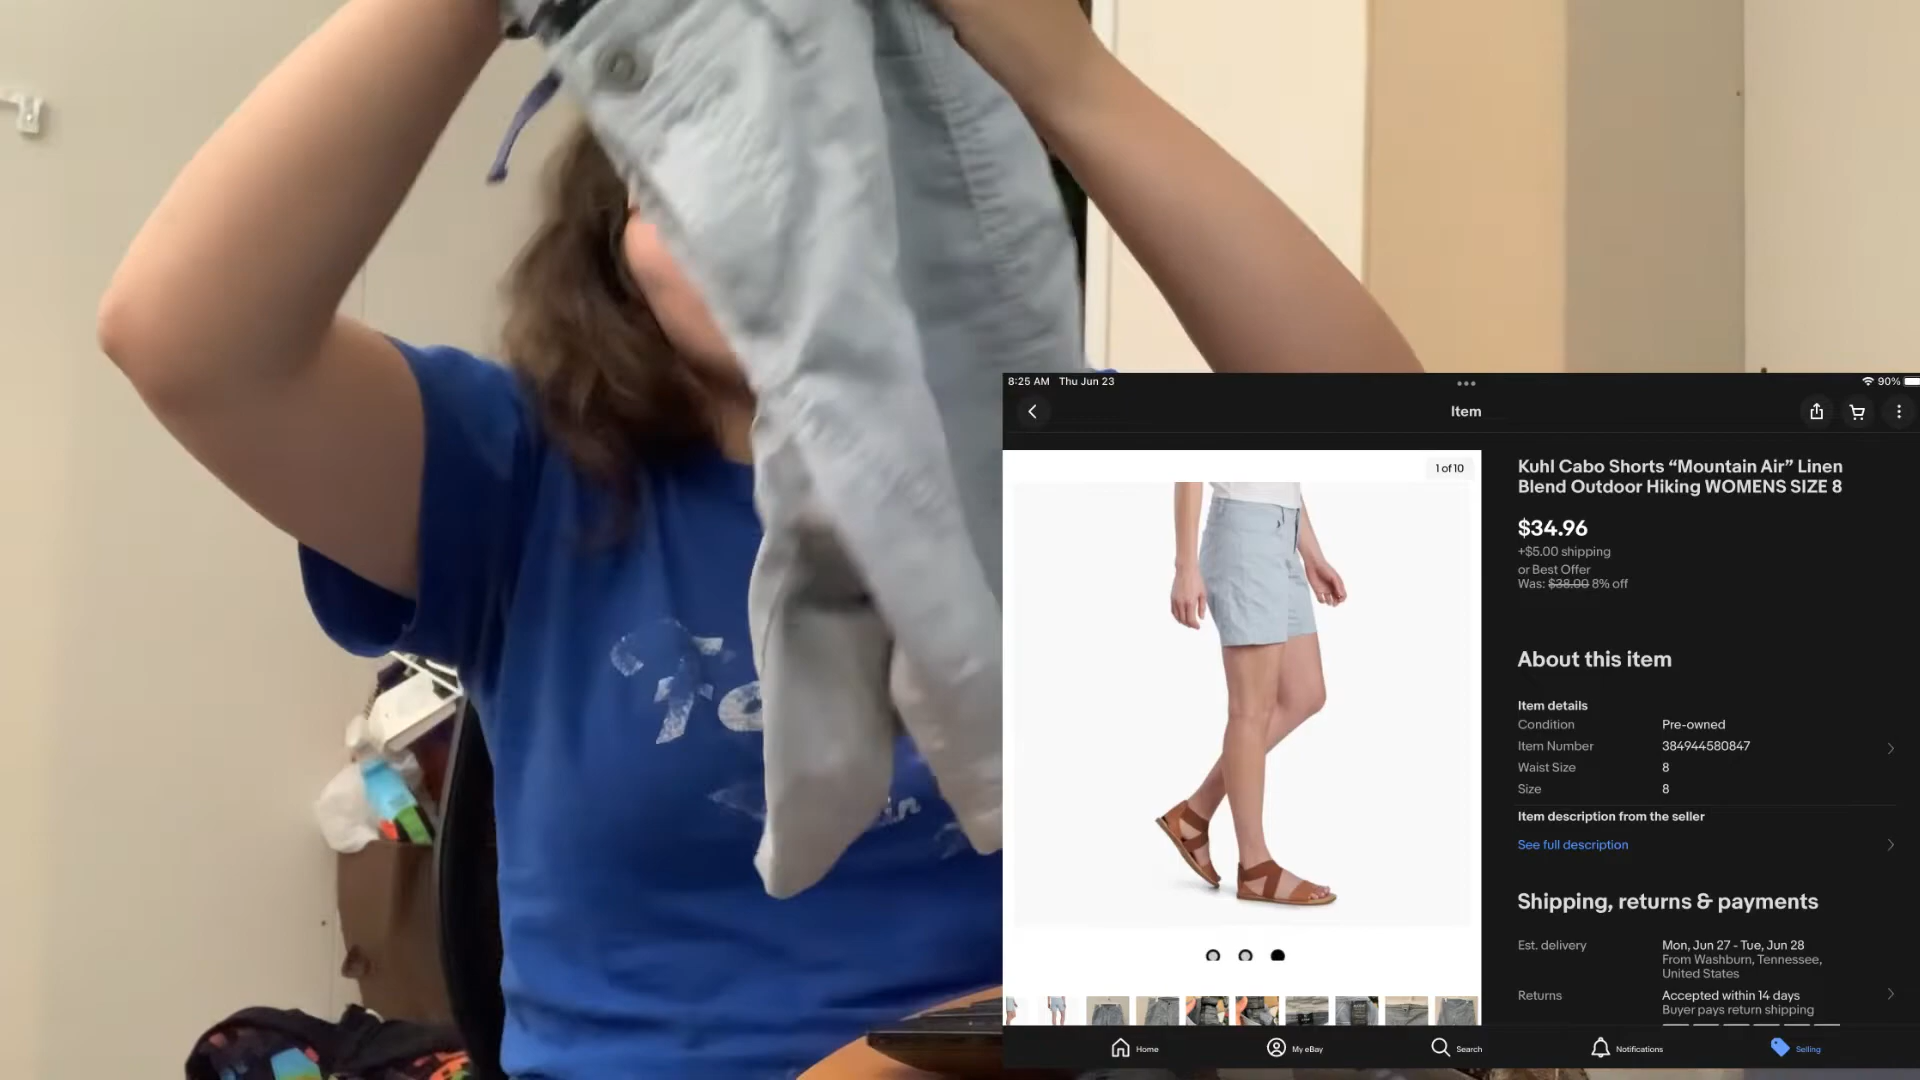 8:25 AM Thu Jun 23
90%
Item
1 of 10
Kuhl Cabo Shorts “Mountain Air” Linen
Blend Outdoor Hiking WOMENS SIZE 8
$34.96
+$5.00 shipping
or Best Offer
Was: $38.00 8% off
About this item
Item details
Condition Pre-owned
Item Number 384944580847
Waist Size 8
Size 8
Item description from the seller
See full description
Shipping, returns & payments
Est. delivery Mon, Jun 27 - Tue, Jun 28
From Washburn, Tennessee,
United States
Returns Accepted within 14 days
Buyer pays return shipping
Home
My eBay
Search
Notifications
Selling